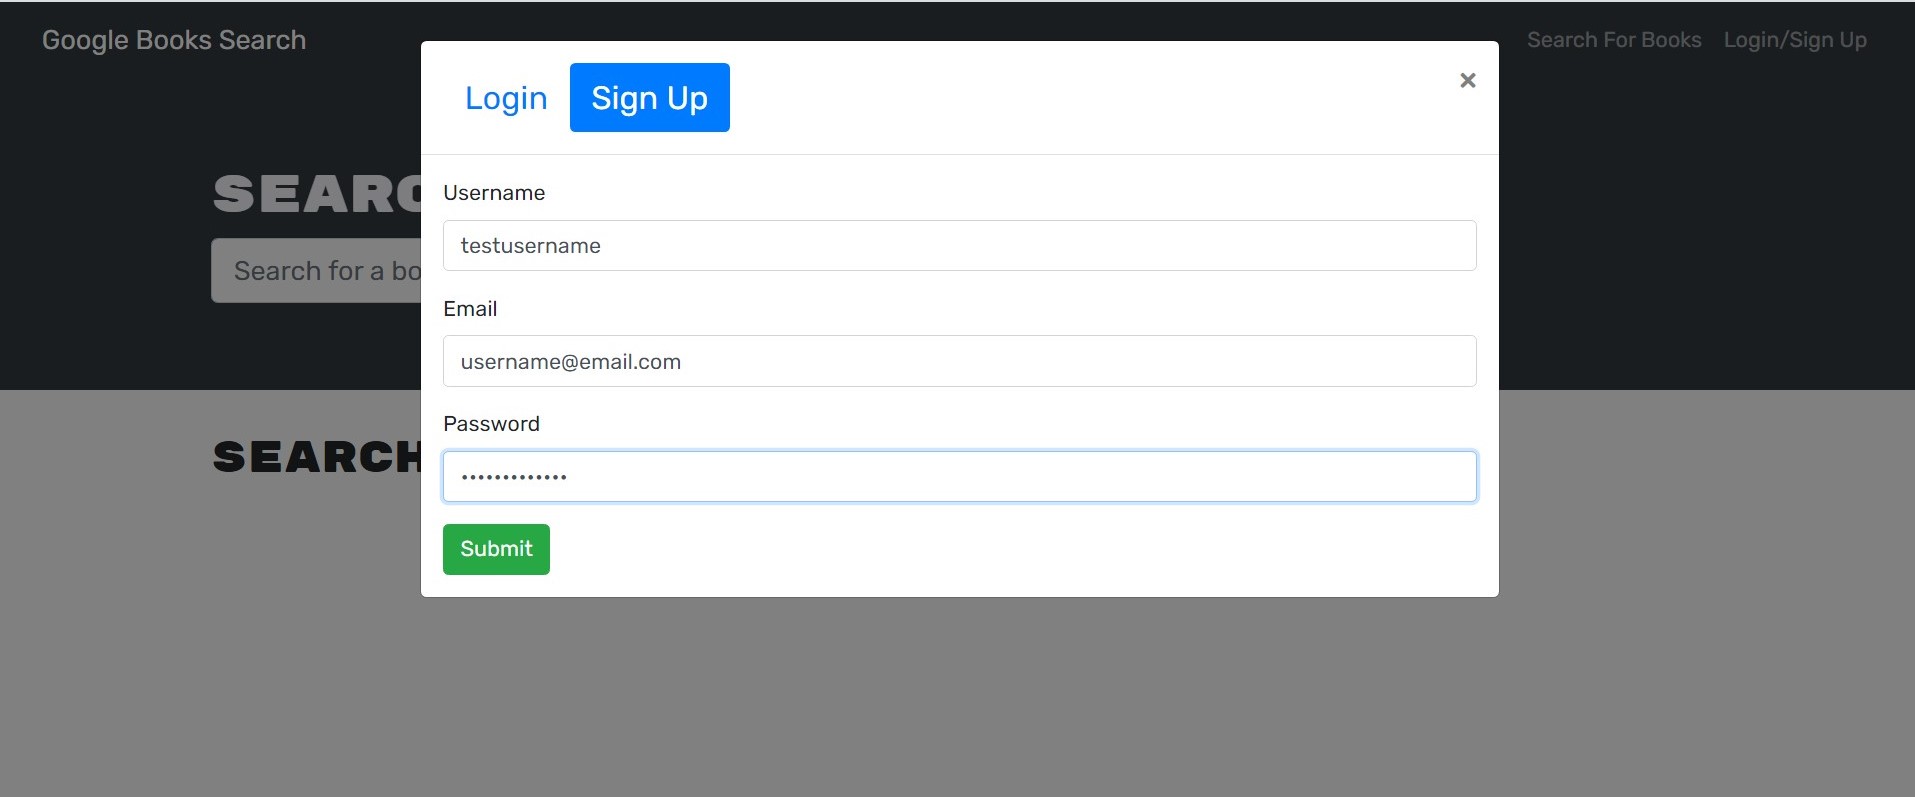 Google Books Search
Search For Books
Login/Sign Up
Login
Sign Up
×
Username
testusername
Email
username@email.com
Password
•••••••••••••
Submit
SEARC
Search for a bo
SEARCH